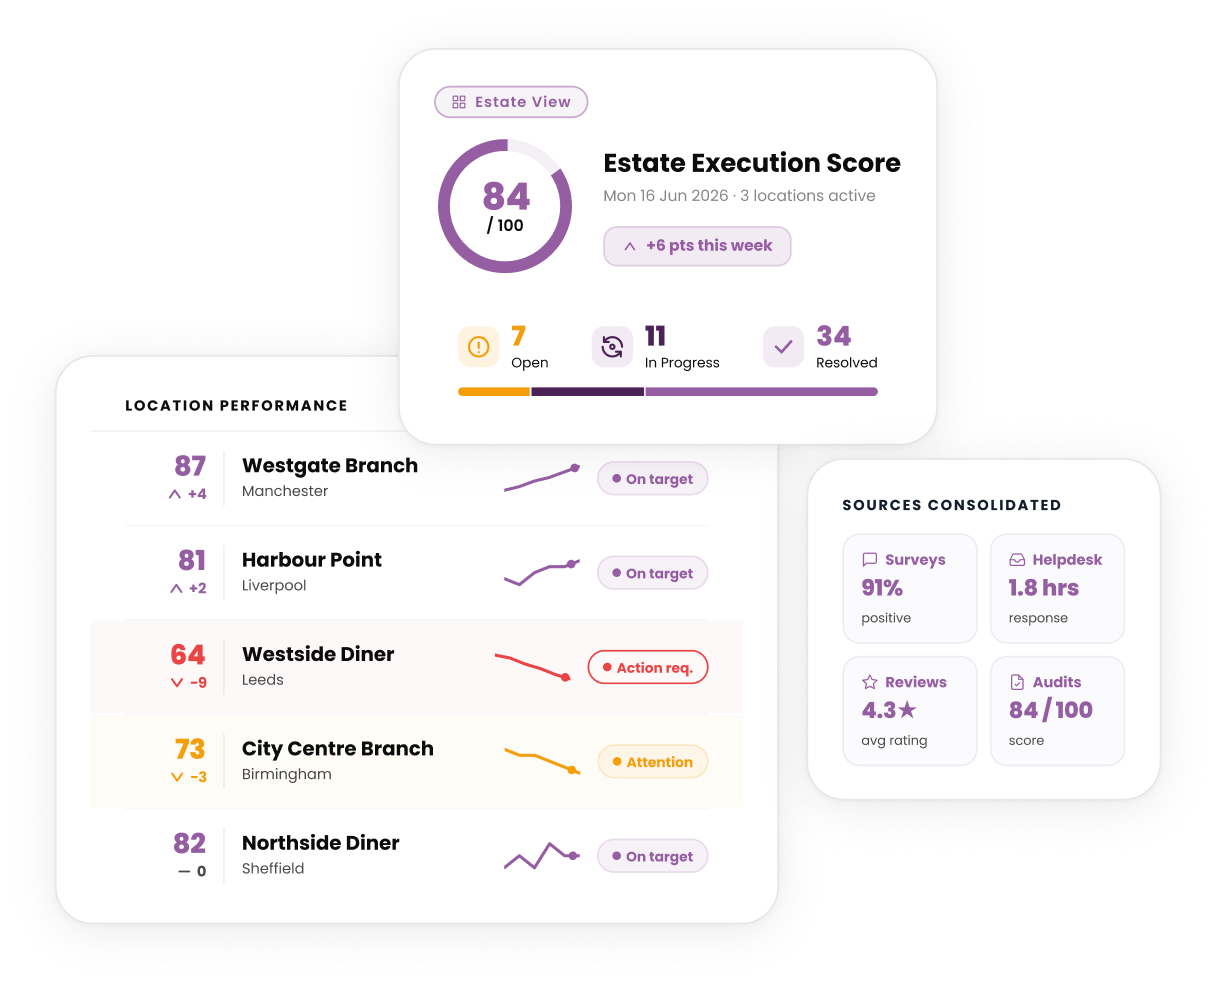 Estate View
84
/ 100
Estate Execution Score
Mon 16 Jun 2026 · 3 locations active
+6 pts this week
7
Open
11
In Progress
34
Resolved
LOCATION PERFORMANCE
87
+4
Westgate Branch
Manchester
On target
81
+2
Harbour Point
Liverpool
On target
64
−9
Westside Diner
Leeds
Action req.
73
−3
City Centre Branch
Birmingham
Attention
82
— 0
Northside Diner
Sheffield
On target
SOURCES CONSOLIDATED
Surveys
91%
positive
Helpdesk
1.8 hrs
response
Reviews
4.3★
avg rating
Audits
84 / 100
score